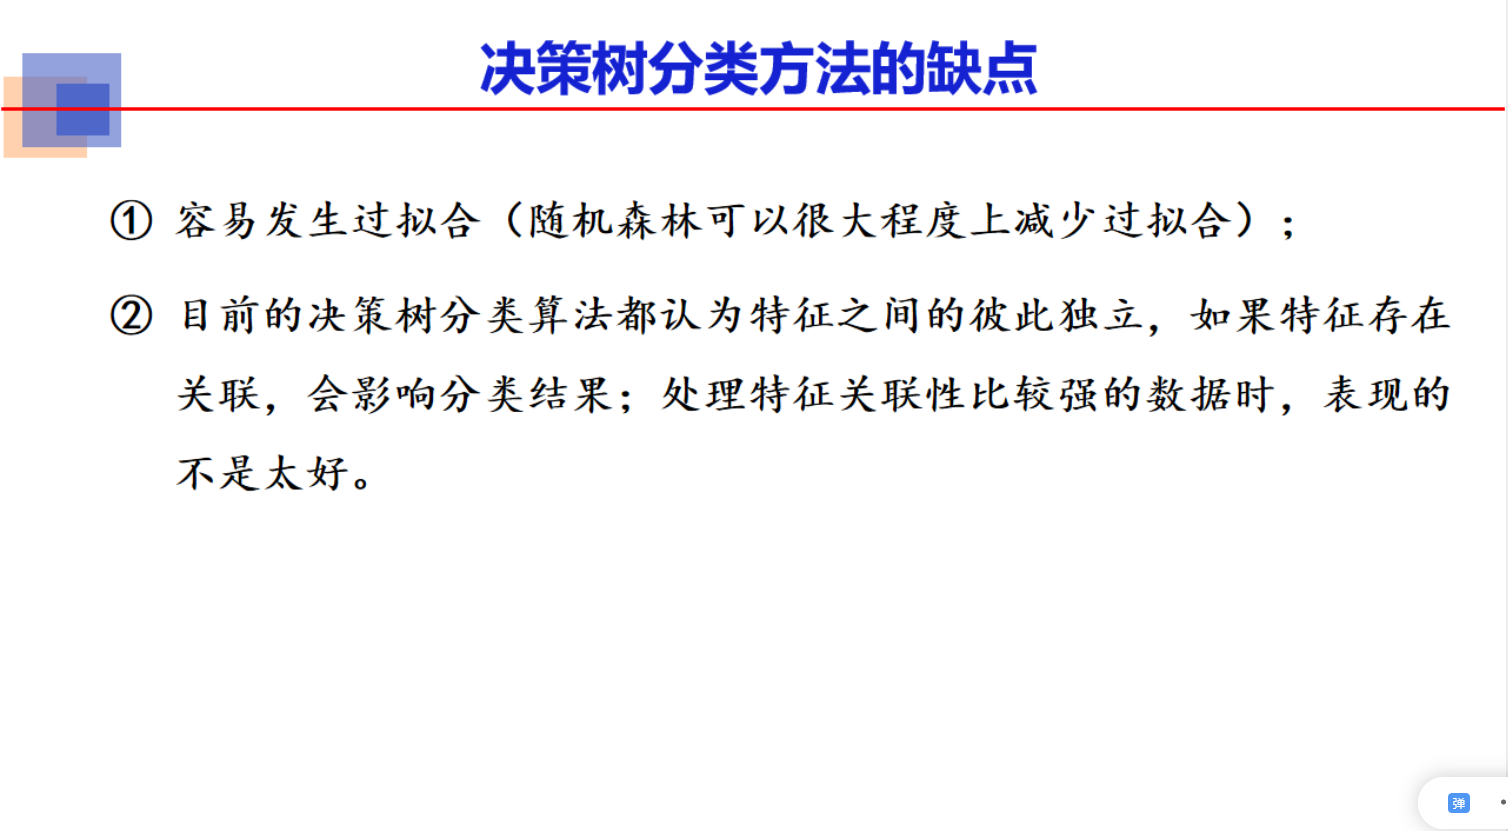 决策树分类方法的缺点
① 容易发生过拟合（随机森林可以很大程度上减少过拟合）；
② 目前的决策树分类算法都认为特征之间的彼此独立，如果特征存在
关联，会影响分类结果；处理特征关联性比较强的数据时，表现的
不是太好。
弹